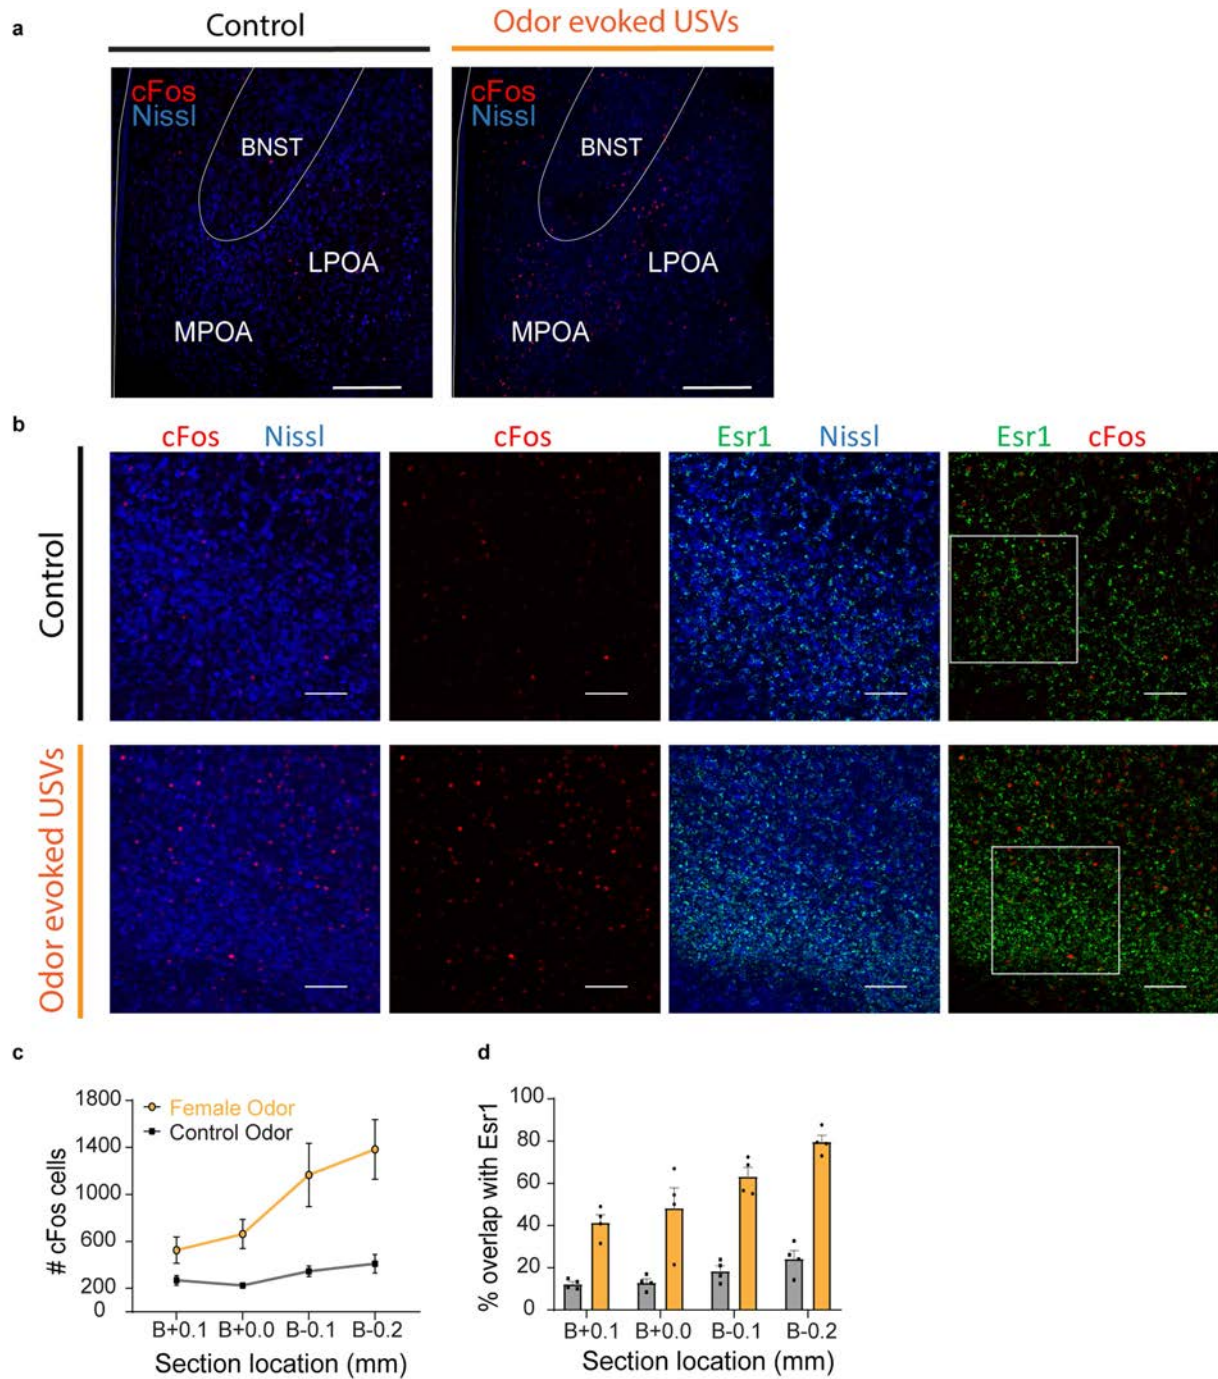 a
Control
Odor evoked USVs
cFos
Nissl
BNST
LPOA
MPOA
cFos
Nissl
BNST
LPOA
MPOA
b
cFos Nissl
cFos
Esr1 Nissl
Esr1 cFos
Control
Odor evoked USVs
c
# cFos cells
1800
1400
1000
600
200
0
Female Odor
Control Odor
B+0.1 B+0.0 B-0.1 B-0.2
Section location (mm)
d
% overlap with Esr1
100
80
60
40
20
0
B+0.1 B+0.0 B-0.1 B-0.2
Section location (mm)